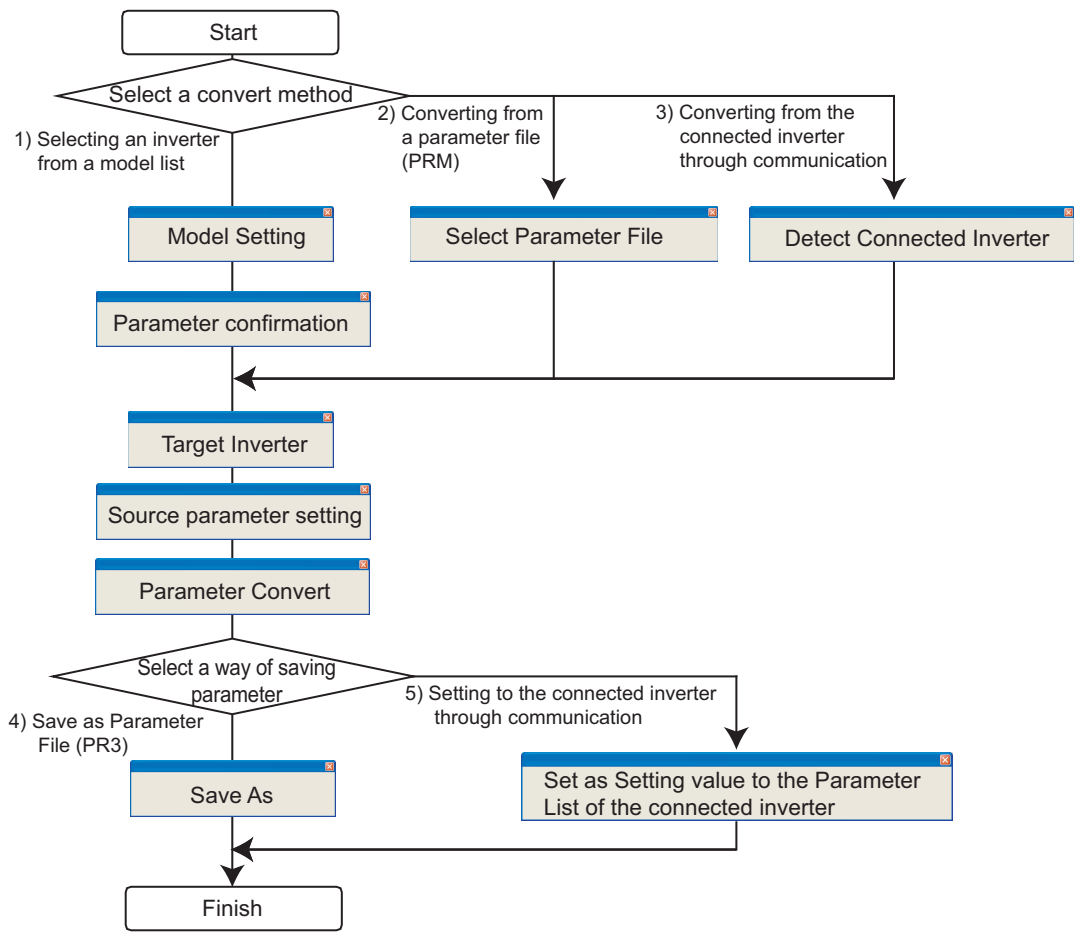 Start
Select a convert method
1) Selecting an inverter
from a model list
2) Converting from
a parameter file
(PRM)
3) Converting from the
connected inverter
through communication
Model Setting
Select Parameter File
Detect Connected Inverter
Parameter confirmation
Target Inverter
Source parameter setting
Parameter Convert
Select a way of saving
parameter
4) Save as Parameter
File (PR3)
5) Setting to the connected inverter
through communication
Save As
Set as Setting value to the Parameter
List of the connected inverter
Finish